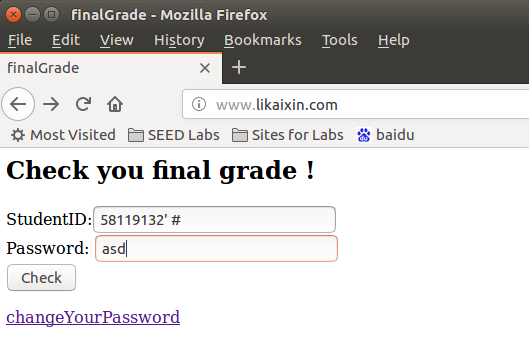 finalGrade - Mozilla Firefox
File Edit View History Bookmarks Tools Help
finalGrade
www.likaixin.com
Most Visited SEED Labs Sites for Labs baidu
Check you final grade !
StudentID: 58119132' #
Password: asd
Check
changeYourPassword